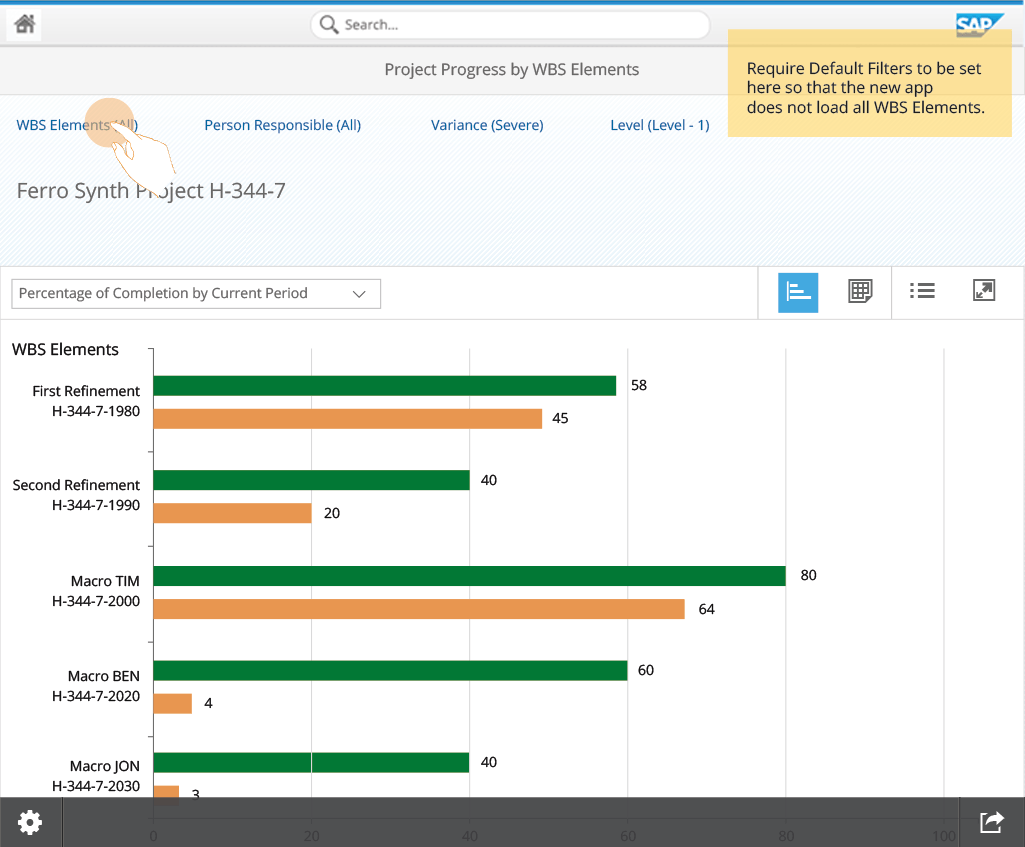 Search...
SAP
Project Progress by WBS Elements
Require Default Filters to be set
here so that the new app
does not load all WBS Elements.
WBS Elements (All)
Person Responsible (All)
Variance (Severe)
Level (Level - 1)
Ferro Synth Project H-344-7
Percentage of Completion by Current Period
WBS Elements
First Refinement
H-344-7-1980
58
45
Second Refinement
H-344-7-1990
40
20
Macro TIM
H-344-7-2000
80
64
Macro BEN
H-344-7-2020
60
4
Macro JON
H-344-7-2030
40
3
0 20 40 60 80 100